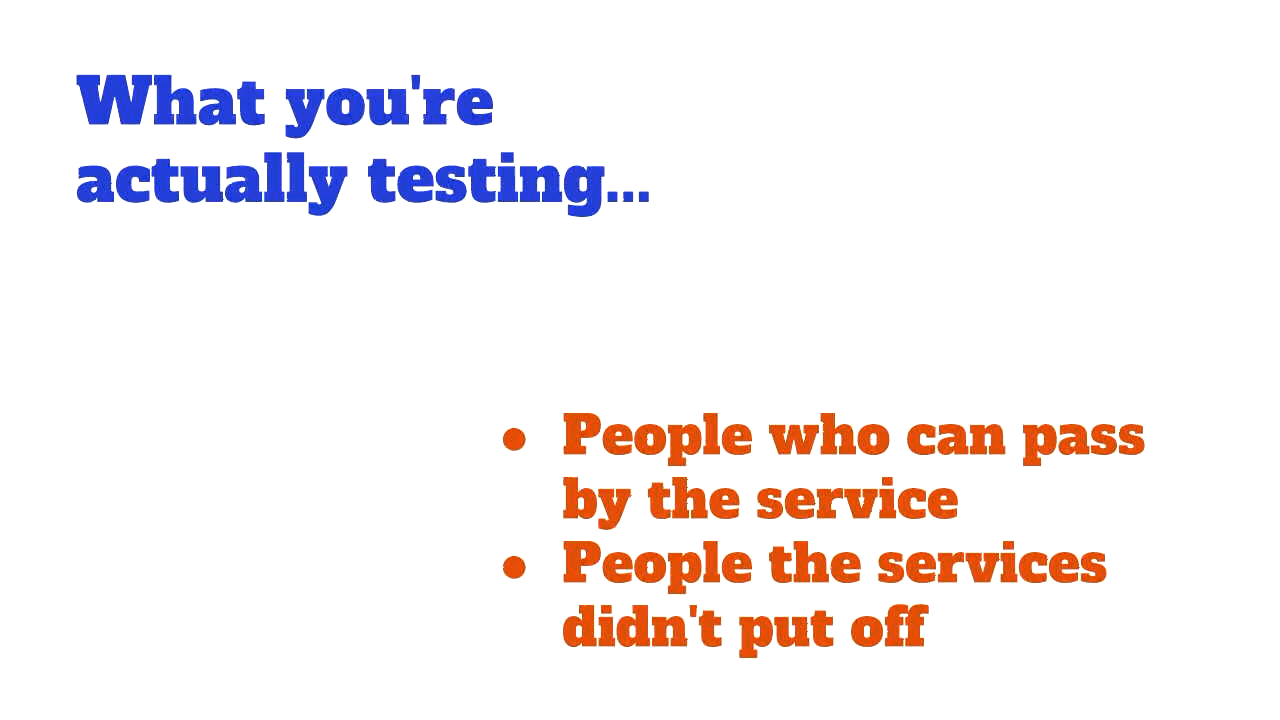 What you're
actually testing...
● People who can pass
by the service
● People the services
didn't put off